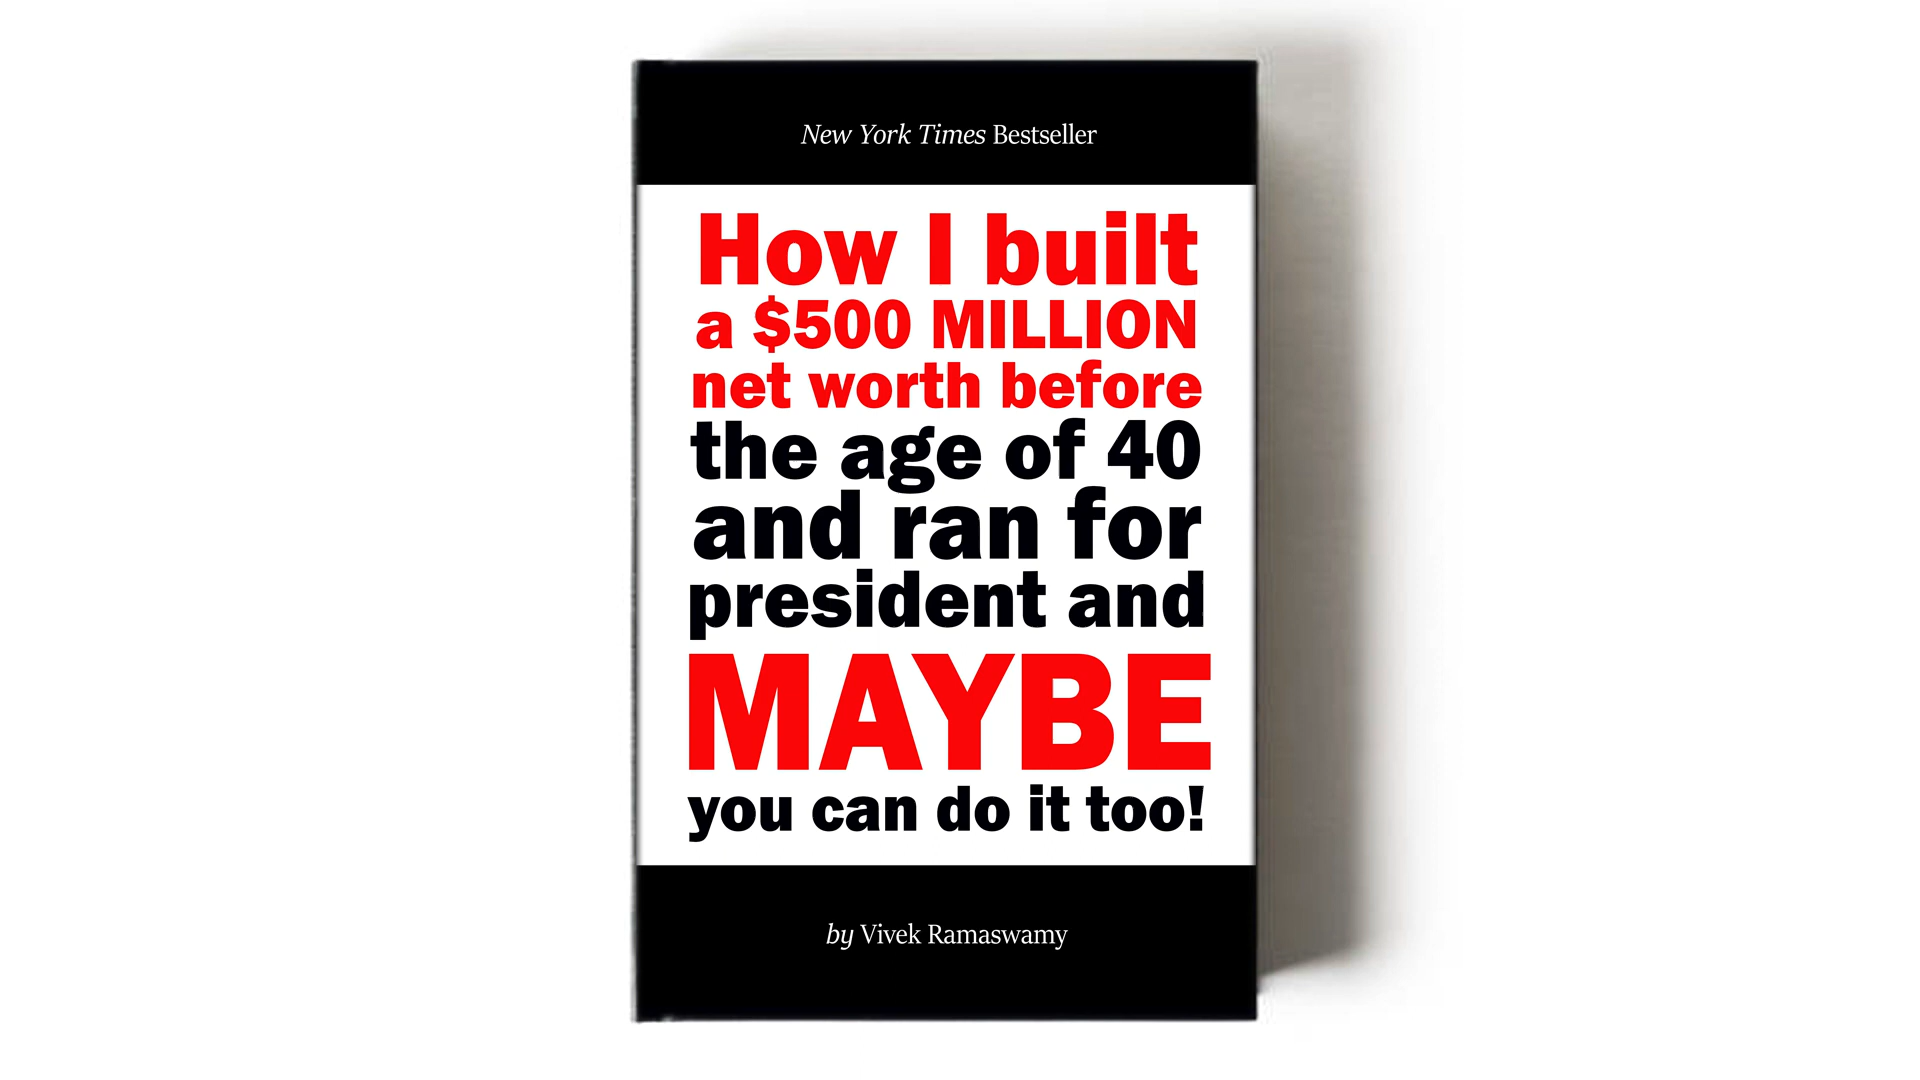 New York Times Bestseller
How I built
a $500 MILLION
net worth before
the age of 40
and ran for
president and
MAYBE
you can do it too!
by Vivek Ramaswamy